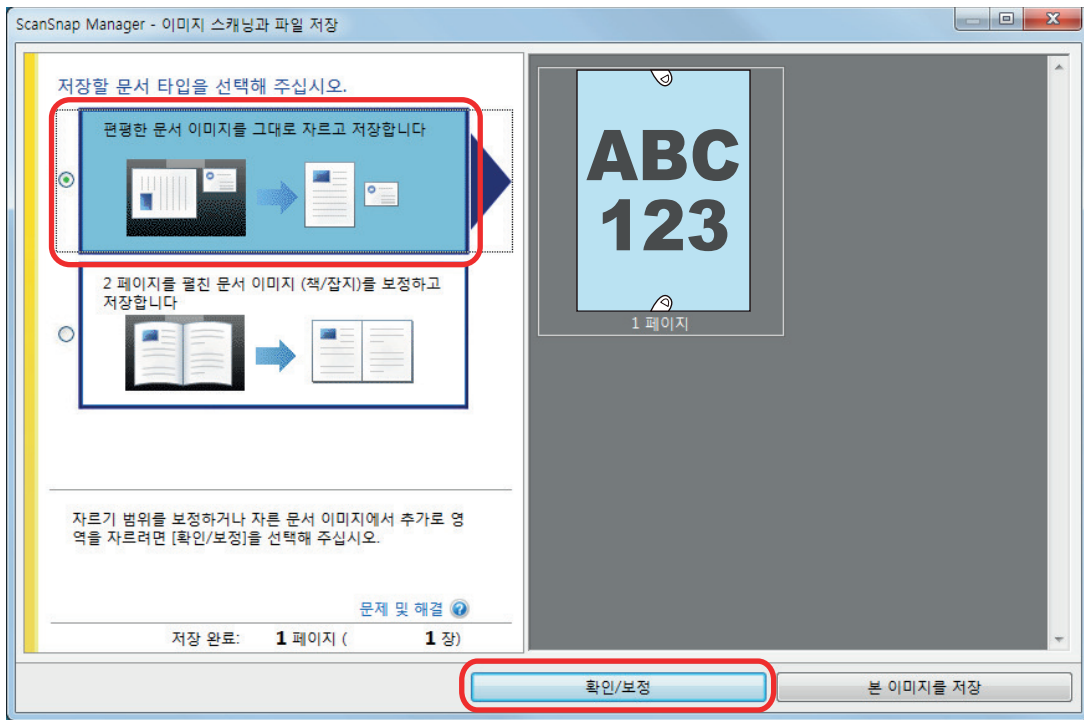 ScanSnap Manager - 이미지 스캐닝과 파일 저장
저장할 문서 타입을 선택해 주십시오.
편평한 문서 이미지를 그대로 자르고 저장합니다
2 페이지를 펼친 문서 이미지 (책/잡지)를 보정하고
저장합니다
자르기 범위를 보정하거나 자른 문서 이미지에서 추가로 영
역을 자르려면 [확인/보정]을 선택해 주십시오.
문제 및 해결 ?
저장 완료: 1 페이지 ( 1 장)
ABC
123
1 페이지
확인/보정
본 이미지를 저장